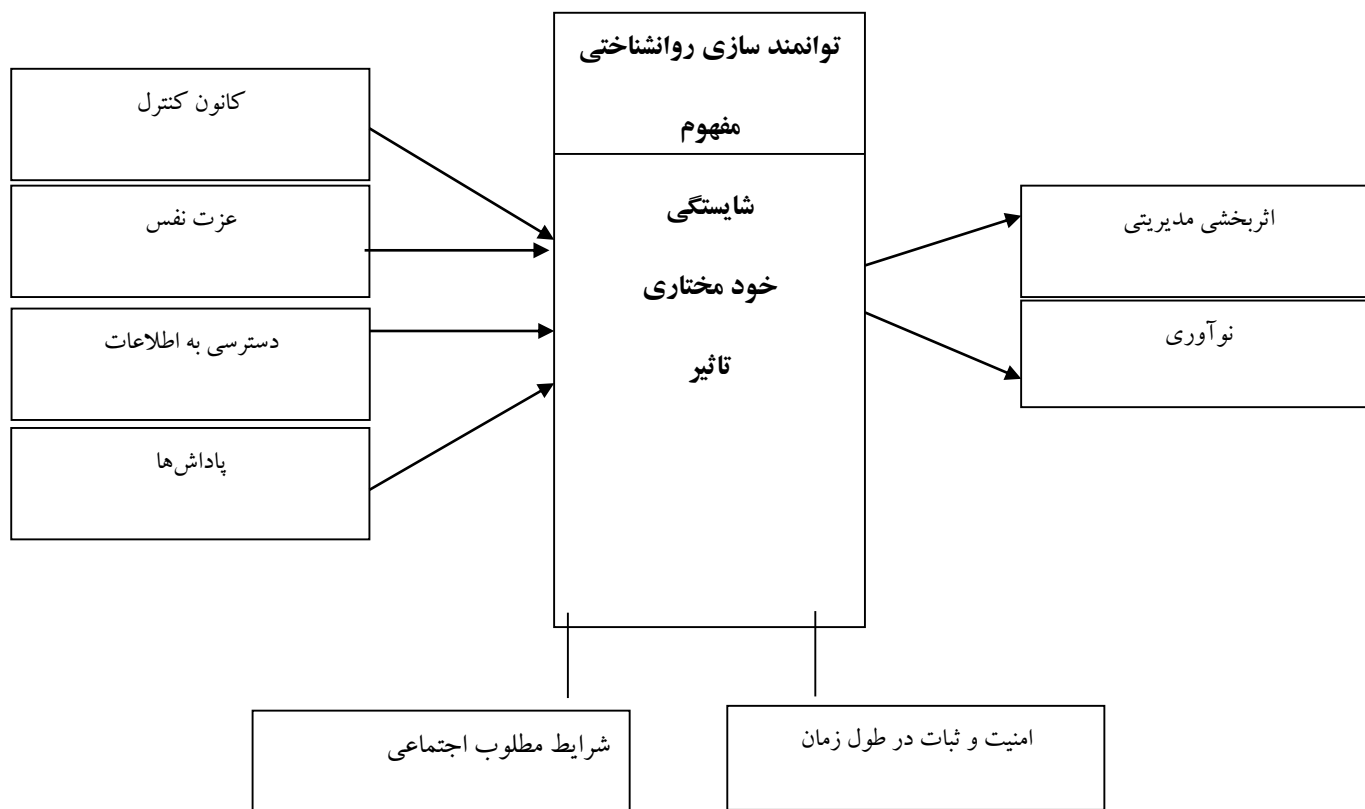 توانمند سازی روانشناختی
مفهوم
شایستگی
خود مختاری
تاثیر
کانون کنترل
عزت نفس
دسترسی به اطلاعات
پاداش‌ها
اثربخشی مدیریتی
نوآوری
شرایط مطلوب اجتماعی
امنیت و ثبات در طول زمان